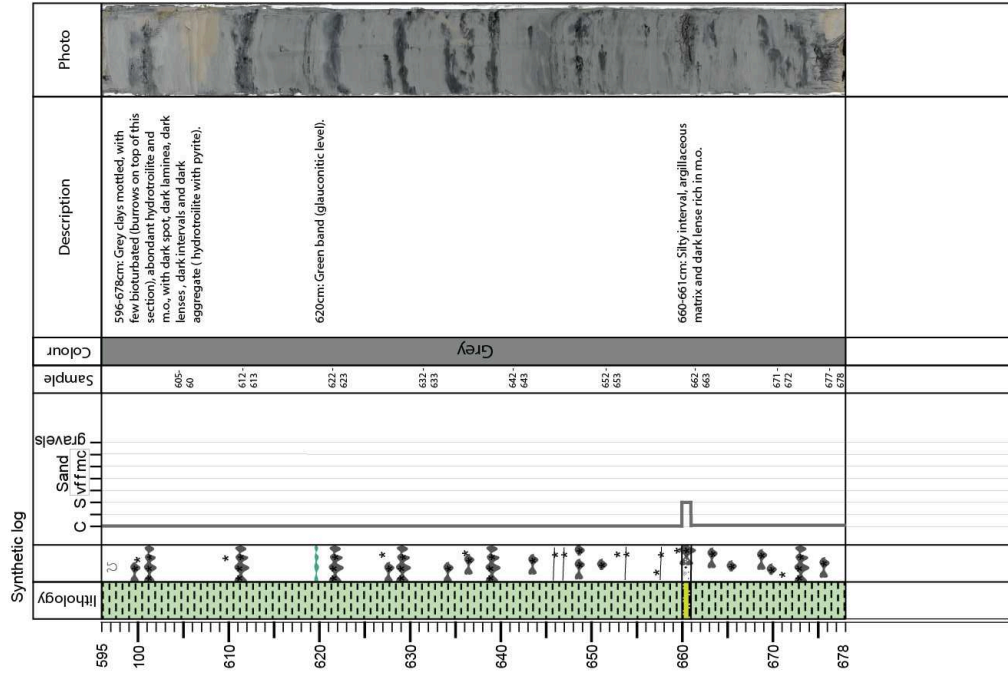 Synthetic log
Photo
Description
Colour
Sample
gravels
Sand
C S vf f m c
lithology
596-678cm: Grey clays mottled, with
few bioturbated (burrows on top of this
section), abondant hydrotroilite and
m.o., with dark spot, dark laminea, dark
lenses , dark intervals and dark
aggregate ( hydrotroilite with pyrite).
620cm: Green band (glauconitic level).
660-661cm: Silty interval, argillaceous
matrix and dark lense rich in m.o.
Grey
605-
60
612-
613
622-
623
632-
633
642-
643
652-
653
662-
663
671-
672
677-
678
595
100
610
620
630
640
650
660
670
678